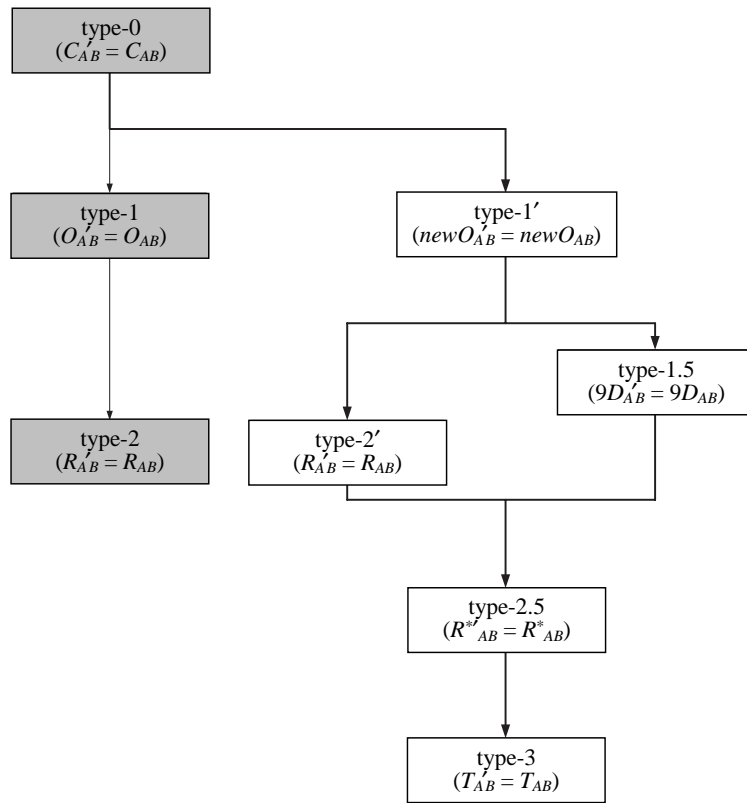 type-0
(C′AB = CAB)
type-1
(O′AB = OAB)
type-1′
(newO′AB = newOAB)
type-1.5
(9D′AB = 9DAB)
type-2
(R′AB = RAB)
type-2′
(R′AB = RAB)
type-2.5
(R*′AB = R*AB)
type-3
(T′AB = TAB)